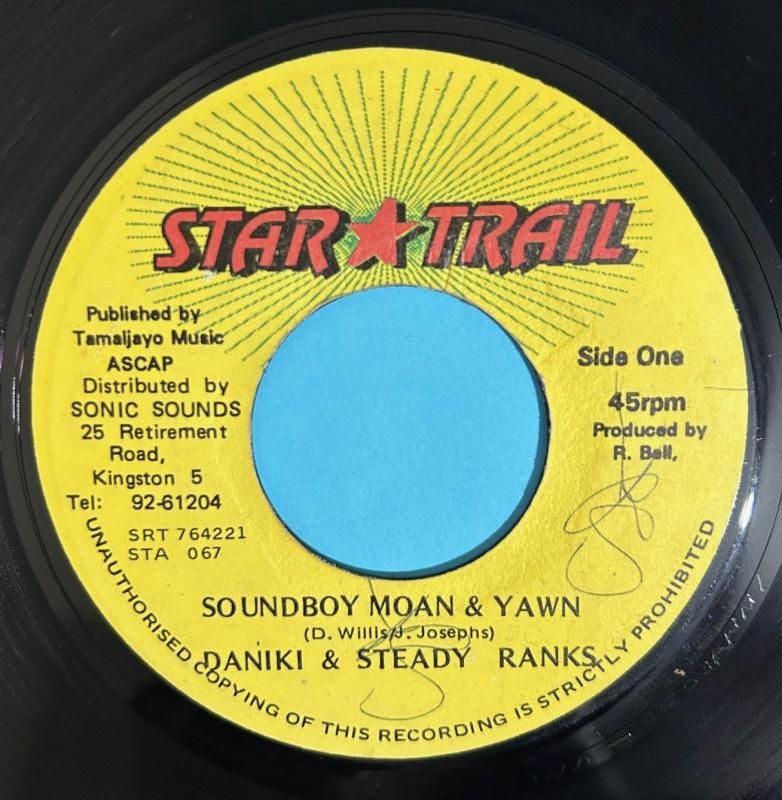 STAR TRAIL
Published by
Tamaljayo Music
ASCAP
Distributed by
SONIC SOUNDS
25 Retirement
Road,
Kingston 5
Tel: 92-61204
SRT 764221
STA 067
Side One
45rpm
Produced by
R. Bell,
SOUNDBOY MOAN & YAWN
(D. Willis/J. Josephs)
DANIKI & STEADY RANKS
UNAUTHORISED COPYING OF THIS RECORDING IS STRICTLY PROHIBITED